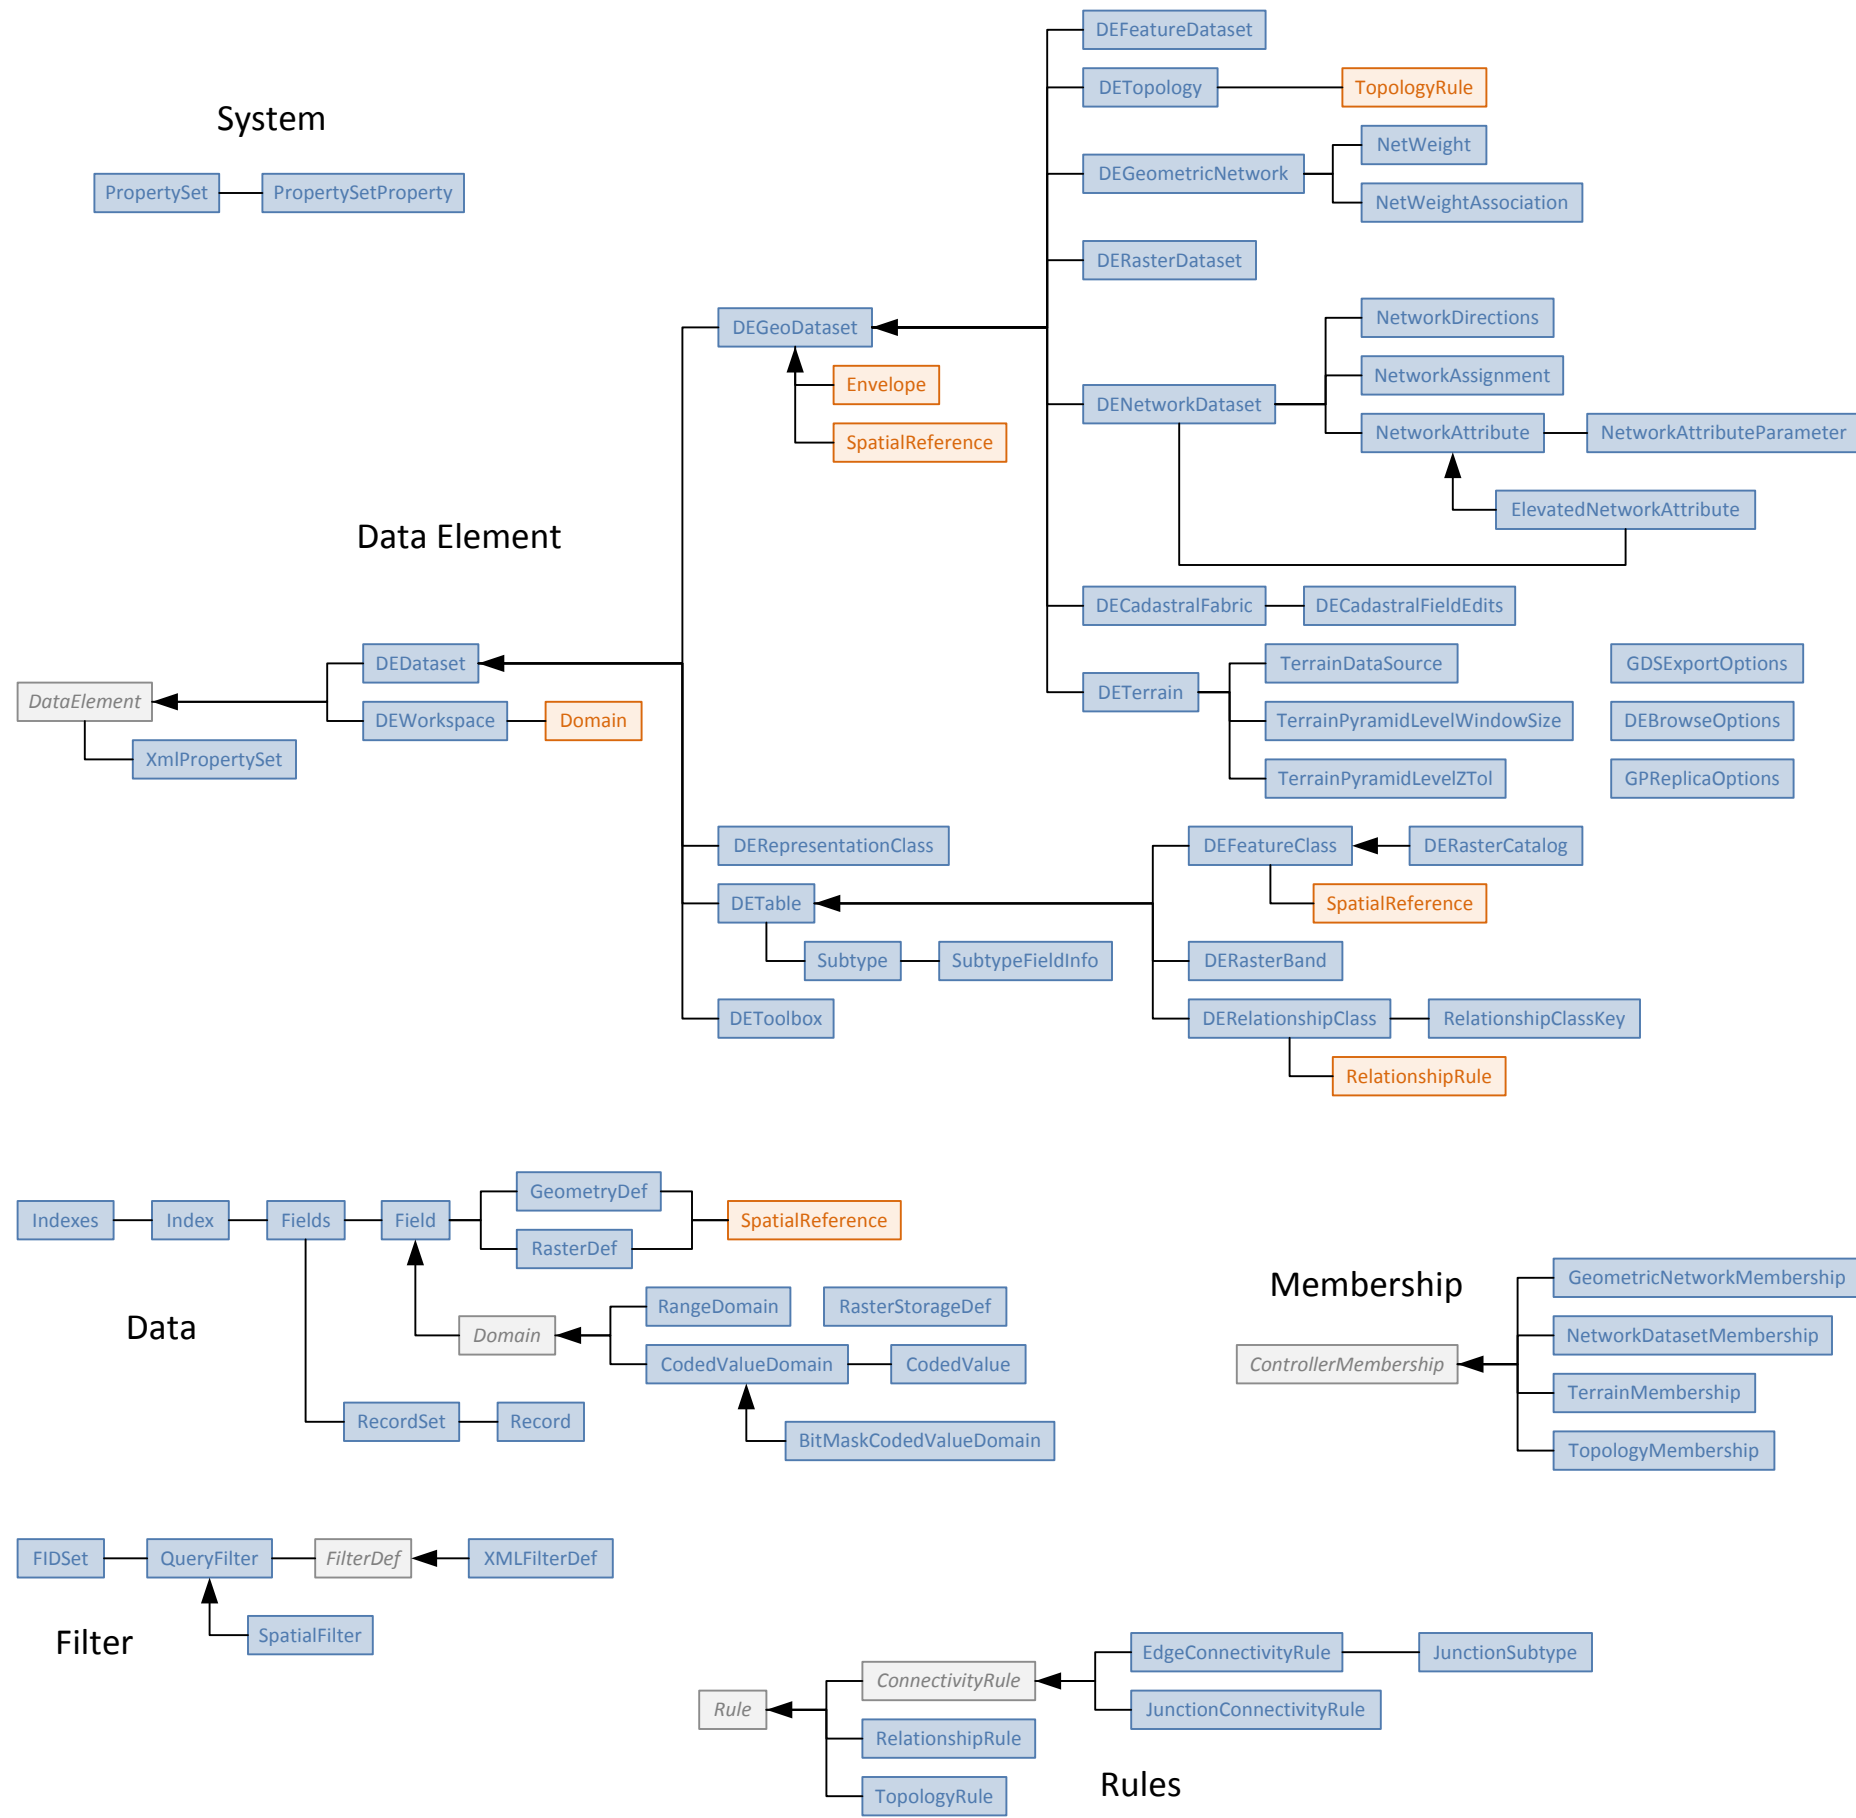 DEFeatureDataset
DETopology
TopologyRule
System
NetWeight
DEGeometricNetwork
PropertySet
PropertySetProperty
NetWeightAssociation
DERasterDataset
NetworkDirections
DEGeoDataset
NetworkAssignment
Envelope
DENetworkDataset
NetworkAttribute
NetworkAttributeParameter
SpatialReference
ElevatedNetworkAttribute
Data Element
DECadastralFabric
DECadastralFieldEdits
DEDataset
TerrainDataSource
GDSExportOptions
DataElement
DETerrain
DEWorkspace
Domain
TerrainPyramidLevelWindowSize
DEBrowseOptions
XmlPropertySet
TerrainPyramidLevelZTol
GPReplicaOptions
DERepresentationClass
DEFeatureClass
DERasterCatalog
DETable
SpatialReference
Subtype
SubtypeFieldInfo
DERasterBand
DEToolbox
DERelationshipClass
RelationshipClassKey
RelationshipRule
GeometryDef
Indexes
Index
Fields
Field
SpatialReference
RasterDef
Membership
GeometricNetworkMembership
RangeDomain
RasterStorageDef
Data
Domain
NetworkDatasetMembership
CodedValueDomain
CodedValue
ControllerMembership
TerrainMembership
RecordSet
Record
BitMaskCodedValueDomain
TopologyMembership
FIDSet
QueryFilter
FilterDef
XMLFilterDef
SpatialFilter
Filter
EdgeConnectivityRule
JunctionSubtype
ConnectivityRule
Rule
JunctionConnectivityRule
RelationshipRule
Rules
TopologyRule